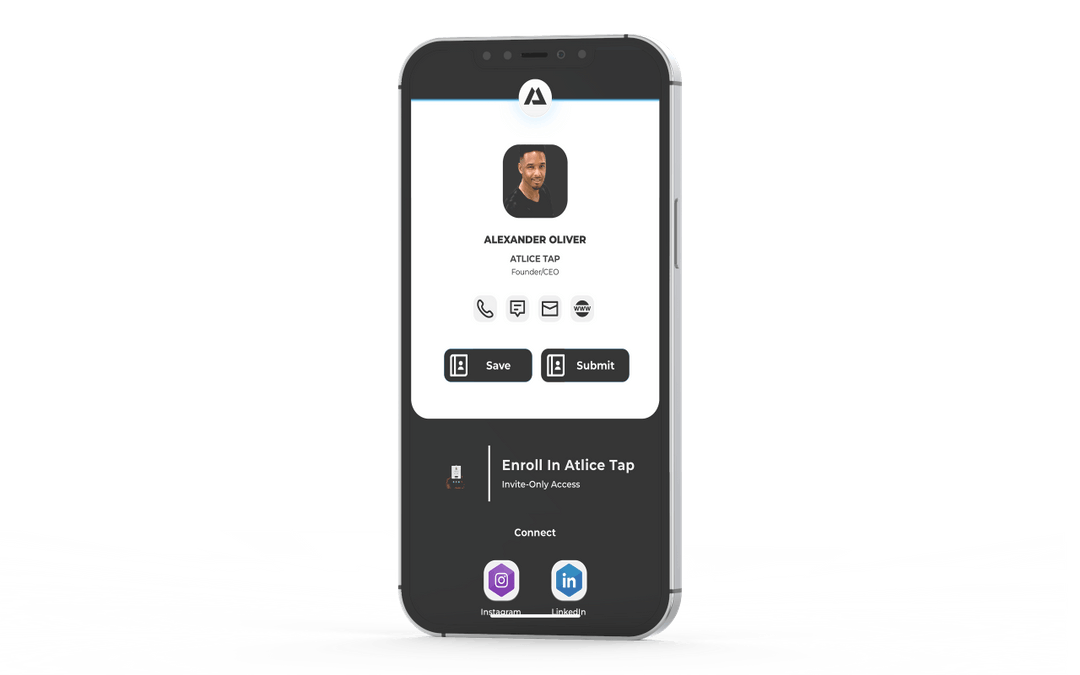 ALEXANDER OLIVER
ATLICE TAP
Founder/CEO
WWW
Save Submit
Enroll In Atlice Tap
Invite-Only Access
Connect
in
Instagram LinkedIn